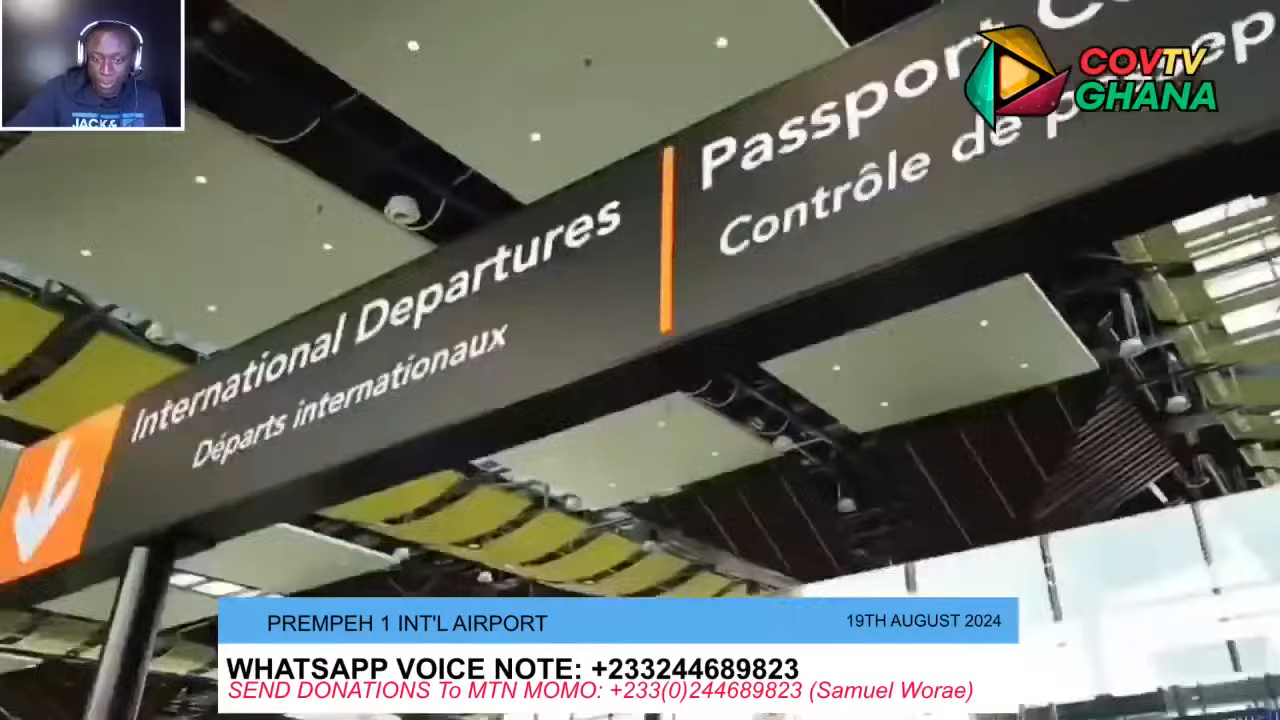 JACK&
COVTV
GHANA
International Departures
Départs internationaux
Passport
Contrôle de
PREMPEH 1 INT'L AIRPORT
19TH AUGUST 2024
WHATSAPP VOICE NOTE: +233244689823
SEND DONATIONS To MTN MOMO: +233(0)244689823 (Samuel Worae)